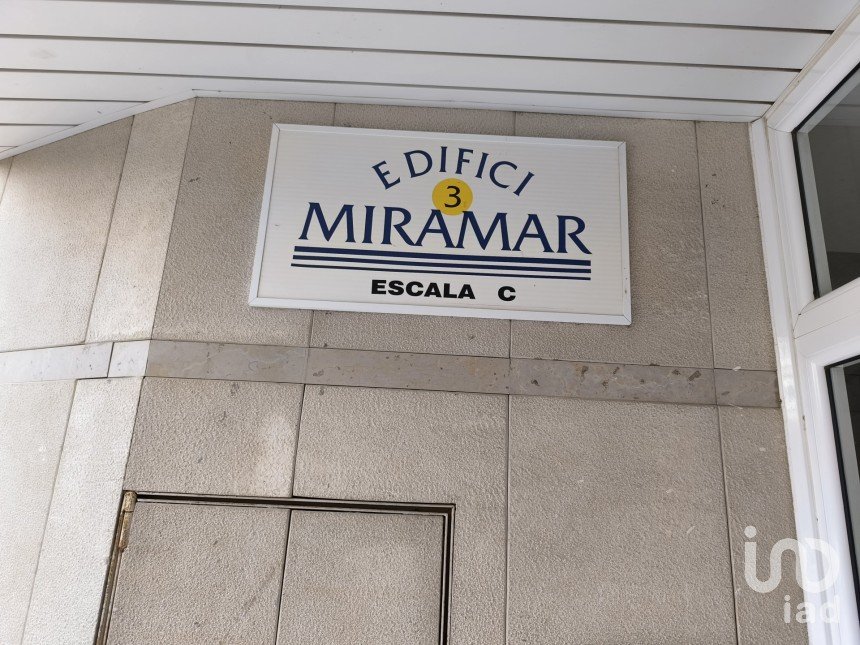 EDIFICI
3
MIRAMAR
ESCALA C
iad